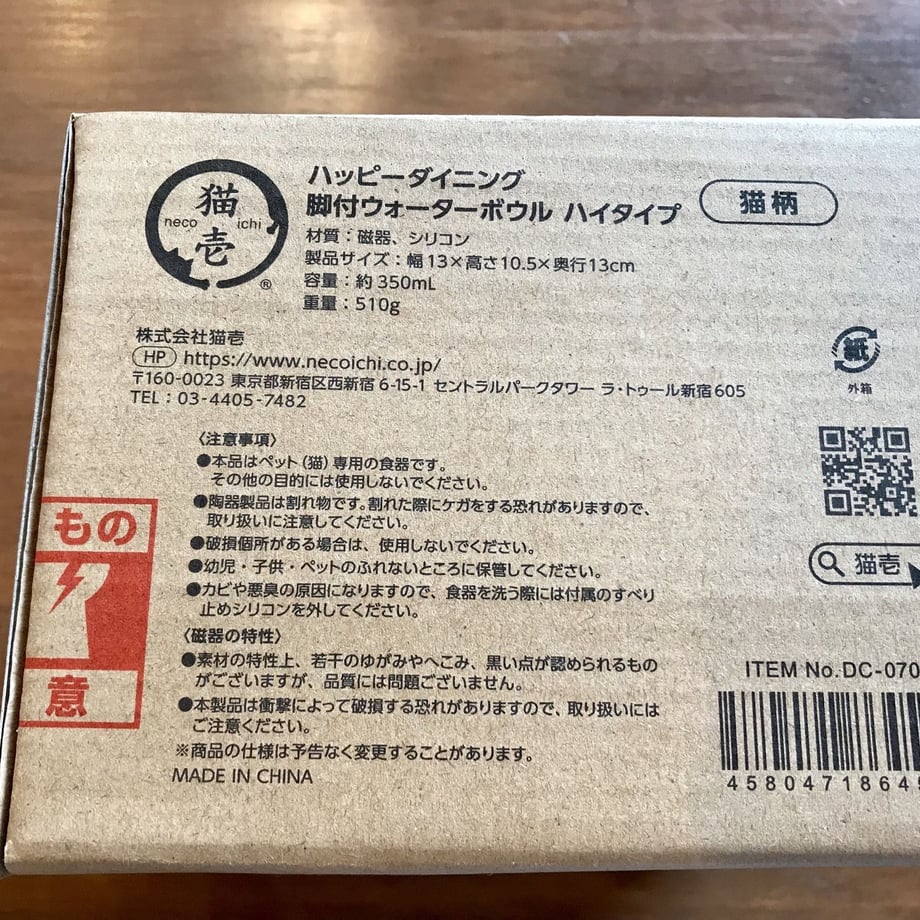 猫
neco ichi
壱
®
ハッピーダイニング
脚付ウォーターボウル ハイタイプ
猫柄
材質：磁器、シリコン
製品サイズ：幅13×高さ10.5×奥行13cm
容量：約350mL
重量：510g
株式会社猫壱
HP https://www.necoichi.co.jp/
〒160-0023 東京都新宿区西新宿6-15-1 セントラルパークタワー ラ・トゥール新宿605
TEL：03-4405-7482
紙
外箱
〈注意事項〉
●本品はペット（猫）専用の食器です。
その他の目的には使用しないでください。
●陶器製品は割れ物です。割れた際にケガをする恐れがありますので、
取り扱いに注意してください。
●破損個所がある場合は、使用しないでください。
●幼児・子供・ペットのふれないところに保管してください。
●カビや悪臭の原因になりますので、食器を洗う際には付属のすべり
止めシリコンを外してください。
〈磁器の特性〉
●素材の特性上、若干のゆがみやへこみ、黒い点が認められるもの
がございますが、品質には問題ございません。
●本製品は衝撃によって破損する恐れがありますので、取り扱いには
ご注意ください。
※商品の仕様は予告なく変更することがあります。
MADE IN CHINA
もの
意
猫壱
ITEM No.DC-070
45804718645